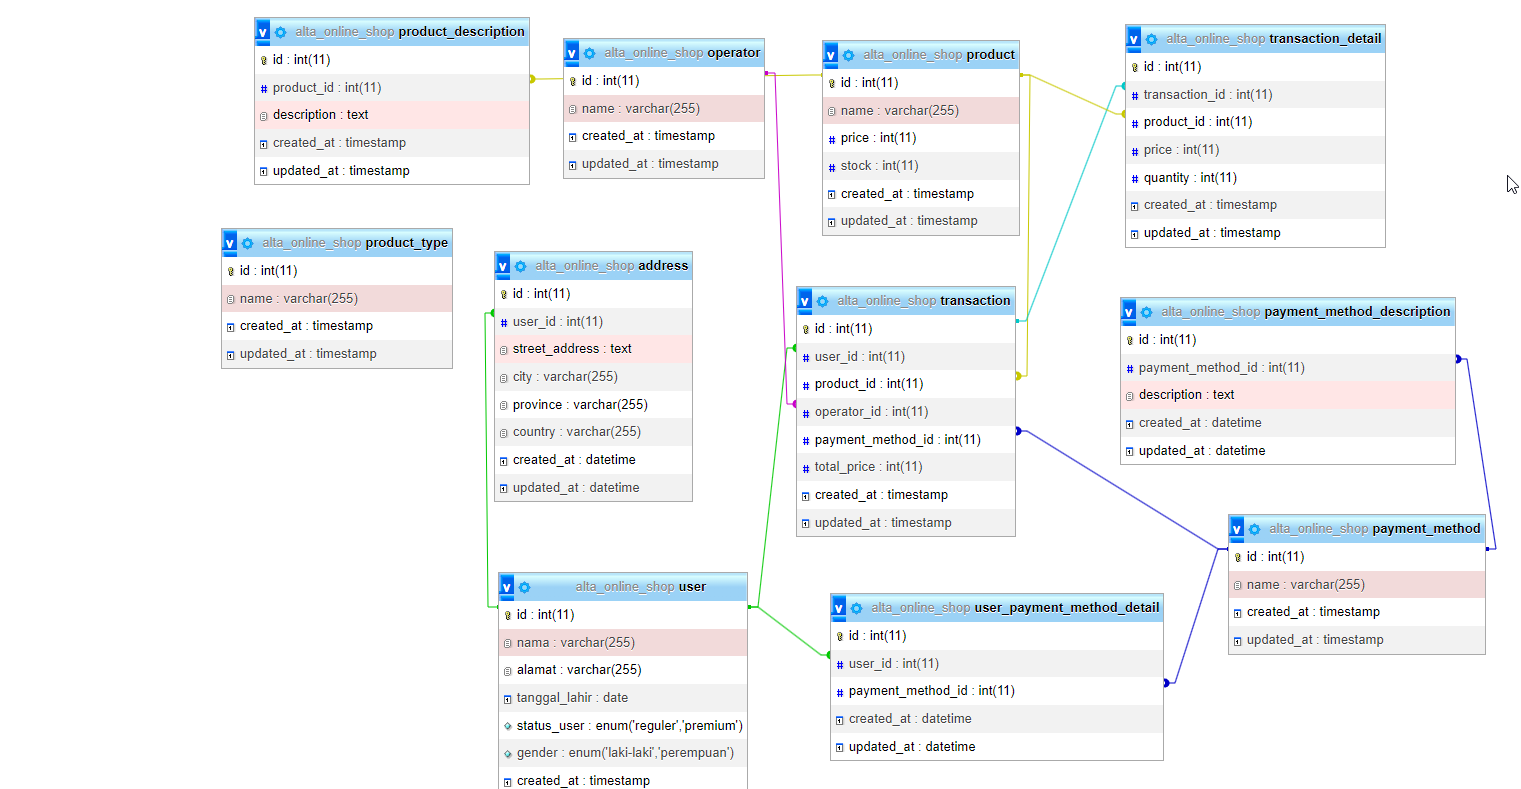 alta_online_shop product_description
id : int(11)
product_id : int(11)
description : text
created_at : timestamp
updated_at : timestamp
alta_online_shop operator
id : int(11)
name : varchar(255)
created_at : timestamp
updated_at : timestamp
alta_online_shop product
id : int(11)
name : varchar(255)
price : int(11)
stock : int(11)
created_at : timestamp
updated_at : timestamp
alta_online_shop transaction_detail
id : int(11)
transaction_id : int(11)
product_id : int(11)
price : int(11)
quantity : int(11)
created_at : timestamp
updated_at : timestamp
alta_online_shop product_type
id : int(11)
name : varchar(255)
created_at : timestamp
updated_at : timestamp
alta_online_shop address
id : int(11)
user_id : int(11)
street_address : text
city : varchar(255)
province : varchar(255)
country : varchar(255)
created_at : datetime
updated_at : datetime
alta_online_shop transaction
id : int(11)
user_id : int(11)
product_id : int(11)
operator_id : int(11)
payment_method_id : int(11)
total_price : int(11)
created_at : timestamp
updated_at : timestamp
alta_online_shop payment_method_description
id : int(11)
payment_method_id : int(11)
description : text
created_at : datetime
updated_at : datetime
alta_online_shop user
id : int(11)
nama : varchar(255)
alamat : varchar(255)
tanggal_lahir : date
status_user : enum('reguler','premium')
gender : enum('laki-laki','perempuan')
created_at : timestamp
alta_online_shop user_payment_method_detail
id : int(11)
user_id : int(11)
payment_method_id : int(11)
created_at : datetime
updated_at : datetime
alta_online_shop payment_method
id : int(11)
name : varchar(255)
created_at : timestamp
updated_at : timestamp